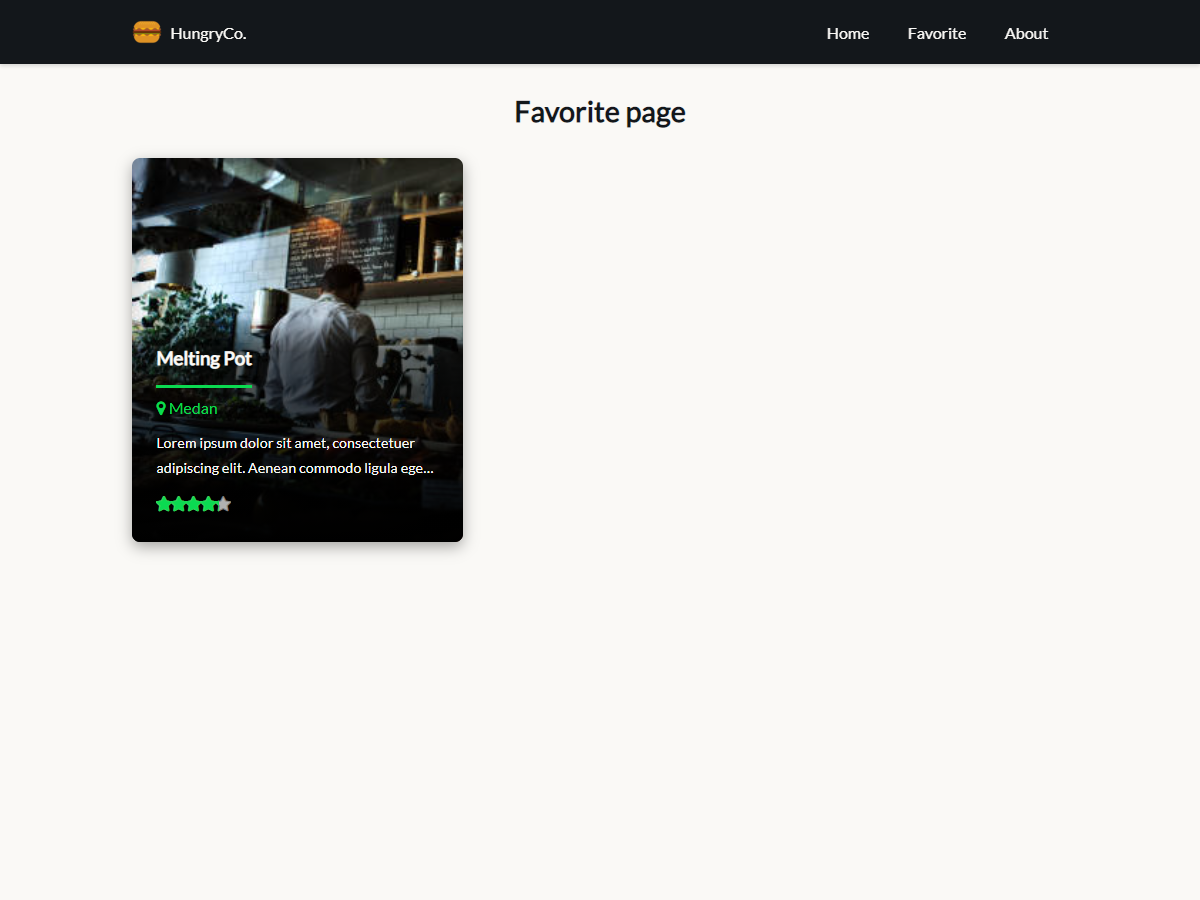 HungryCo.
Home
Favorite
About
Favorite page
Melting Pot
Medan
Lorem ipsum dolor sit amet, consectetuer
adipiscing elit. Aenean commodo ligula ege...